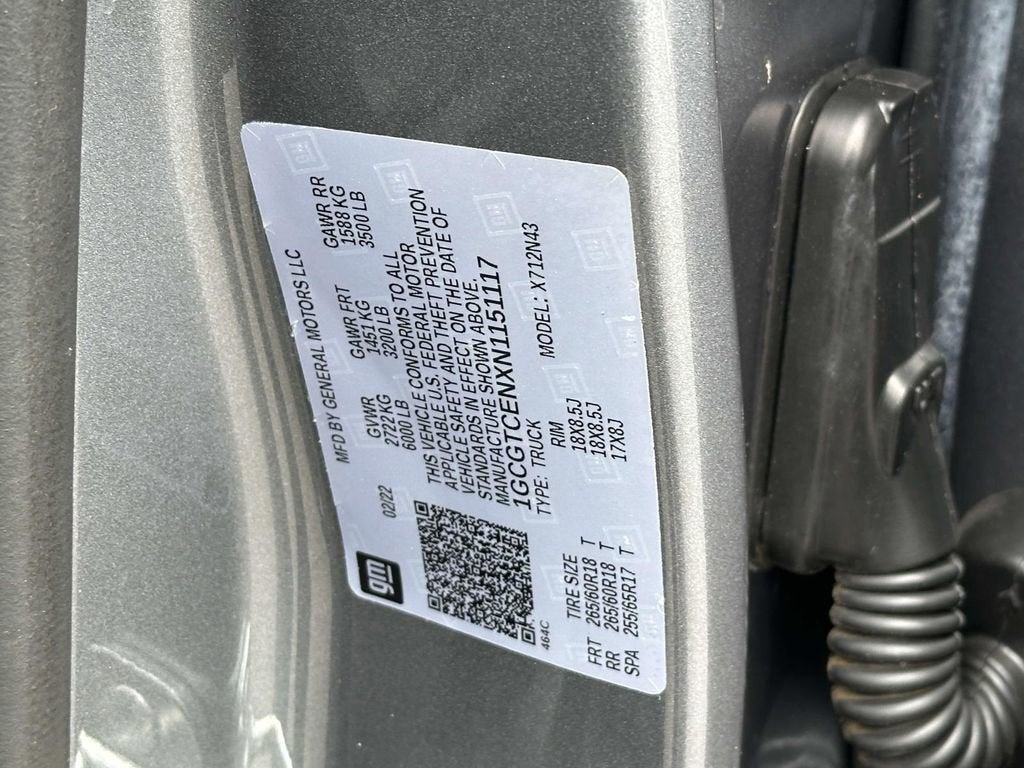 gm
MFD BY GENERAL MOTORS LLC
02/22
GVWR GAWR FRT GAWR RR
2722 KG 1451 KG 1588 KG
6000 LB 3200 LB 3500 LB
THIS VEHICLE CONFORMS TO ALL
APPLICABLE U.S. FEDERAL MOTOR
VEHICLE SAFETY AND THEFT PREVENTION
STANDARDS IN EFFECT ON THE DATE OF
MANUFACTURE SHOWN ABOVE.
1GCGTCENXN1151117
TYPE: TRUCK MODEL: X712N43
464C
TIRE SIZE RIM
FRT 265/60R18 T 18X8.5J
RR 265/60R18 T 18X8.5J
SPA 255/65R17 T 17X8J